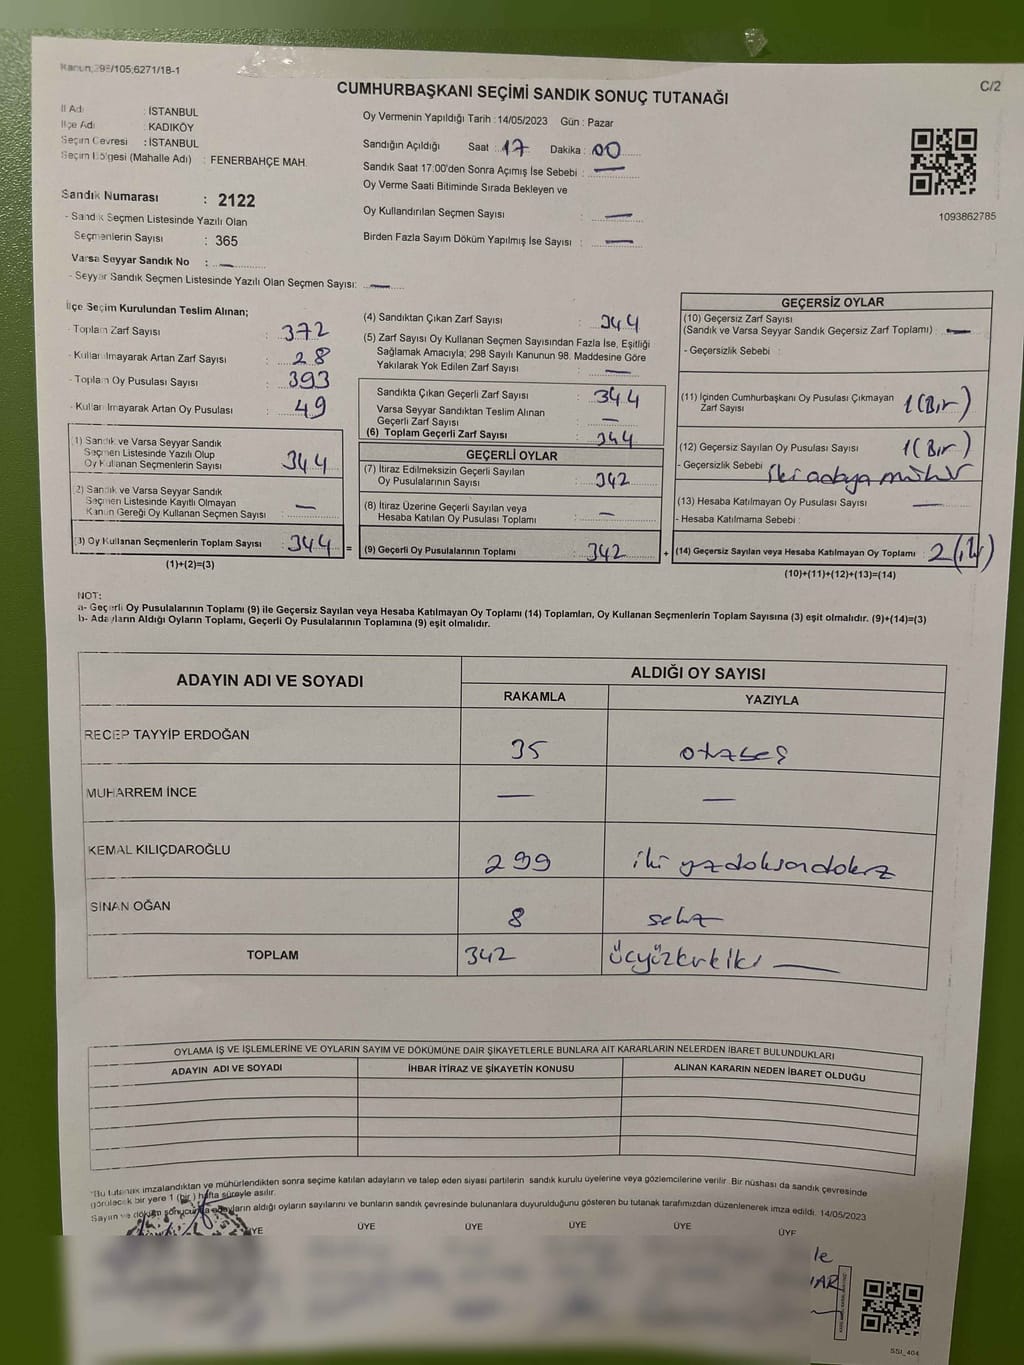 Kanun;298/105;6271/18-1
C/2
CUMHURBAŞKANI SEÇİMİ SANDIK SONUÇ TUTANAĞI
İl Adı : İSTANBUL
İlçe Adı : KADIKÖY
Seçim Çevresi : İSTANBUL
Seçim Bölgesi (Mahalle Adı) : FENERBAHÇE MAH.
Sandık Numarası : 2122
- Sandık Seçmen Listesinde Yazılı Olan
Seçmenlerin Sayısı : 365
Varsa Seyyar Sandık No : —
- Seyyar Sandık Seçmen Listesinde Yazılı Olan Seçmen Sayısı: —
Oy Vermenin Yapıldığı Tarih : 14/05/2023 Gün : Pazar
Sandığın Açıldığı Saat : 17 Dakika : 00
Sandık Saat 17:00'den Sonra Açımış İse Sebebi : —
Oy Verme Saati Bitiminde Sırada Bekleyen ve
Oy Kullandırılan Seçmen Sayısı : —
Birden Fazla Sayım Döküm Yapılmış İse Sayısı : —
1093862785
İlçe Seçim Kurulundan Teslim Alınan;
- Toplam Zarf Sayısı : 372
- Kullanılmayarak Artan Zarf Sayısı : 28
- Toplam Oy Pusulası Sayısı : 393
- Kullanılmayarak Artan Oy Pusulası : 49
(1) Sandık ve Varsa Seyyar Sandık
Seçmen Listesinde Yazılı Olup
Oy Kullanan Seçmenlerin Sayısı : 344
(2) Sandık ve Varsa Seyyar Sandık
Seçmen Listesinde Kayıtlı Olmayan
Kanun Gereği Oy Kullanan Seçmen Sayısı : —
(3) Oy Kullanan Seçmenlerin Toplam Sayısı : 344 =
(1)+(2)=(3)
(4) Sandıktan Çıkan Zarf Sayısı : 344
(5) Zarf Sayısı Oy Kullanan Seçmen Sayısından Fazla İse, Eşitliği
Sağlamak Amacıyla; 298 Sayılı Kanunun 98. Maddesine Göre
Yakılarak Yok Edilen Zarf Sayısı : —
Sandıkta Çıkan Geçerli Zarf Sayısı : 344
Varsa Seyyar Sandıktan Teslim Alınan
Geçerli Zarf Sayısı : —
(6) Toplam Geçerli Zarf Sayısı : 344
GEÇERLİ OYLAR
(7) İtiraz Edilmeksizin Geçerli Sayılan
Oy Pusulalarının Sayısı : 342
(8) İtiraz Üzerine Geçerli Sayılan veya
Hesaba Katılan Oy Pusulası Toplamı : —
(9) Geçerli Oy Pusulalarının Toplamı : 342 +
GEÇERSİZ OYLAR
(10) Geçersiz Zarf Sayısı
(Sandık ve Varsa Seyyar Sandık Geçersiz Zarf Toplamı) : —
- Geçersizlik Sebebi :
(11) İçinden Cumhurbaşkanı Oy Pusulası Çıkmayan
Zarf Sayısı 1 (Bir)
(12) Geçersiz Sayılan Oy Pusulası Sayısı 1 (Bir)
- Geçersizlik Sebebi iki adaya mühür
(13) Hesaba Katılmayan Oy Pusulası Sayısı —
- Hesaba Katılmama Sebebi :
(14) Geçersiz Sayılan veya Hesaba Katılmayan Oy Toplamı : 2 (iki)
(10)+(11)+(12)+(13)=(14)
NOT:
a- Geçerli Oy Pusulalarının Toplamı (9) ile Geçersiz Sayılan veya Hesaba Katılmayan Oy Toplamı (14) Toplamları, Oy Kullanan Seçmenlerin Toplam Sayısına (3) eşit olmalıdır. (9)+(14)=(3)
b- Adayların Aldığı Oyların Toplamı, Geçerli Oy Pusulalarının Toplamına (9) eşit olmalıdır.
ADAYIN ADI VE SOYADI
ALDIĞI OY SAYISI
RAKAMLA YAZIYLA
RECEP TAYYİP ERDOĞAN 35 otuzbeş
MUHARREM İNCE — —
KEMAL KILIÇDAROĞLU 299 iki yüzdoksandokuz
SİNAN OĞAN 8 sekiz
TOPLAM 342 üçyüzkırkiki —
OYLAMA İŞ VE İŞLEMLERİNE VE OYLARIN SAYIM VE DÖKÜMÜNE DAİR ŞİKAYETLERLE BUNLARA AİT KARARLARIN NELERDEN İBARET BULUNDUKLARI
ADAYIN ADI VE SOYADI İHBAR İTİRAZ VE ŞİKAYETİN KONUSU ALINAN KARARIN NEDEN İBARET OLDUĞU
"Bu tutanak imzalandıktan ve mühürlendikten sonra seçime katılan adayların ve talep eden siyasi partilerin sandık kurulu üyelerine veya gözlemcilerine verilir. Bir nüshası da sandık çevresinde
görülecek bir yere 1 (bir) hafta süreyle asılır.
Sayım ve döküm sonucunda adayların aldığı oyların sayılarını ve bunların sandık çevresinde bulunanlara duyurulduğunu gösteren bu tutanak tarafımızdan düzenlenerek imza edildi. 14/05/2023
ÜYE ÜYE ÜYE ÜYE ÜYE ÜYE
SSI_404